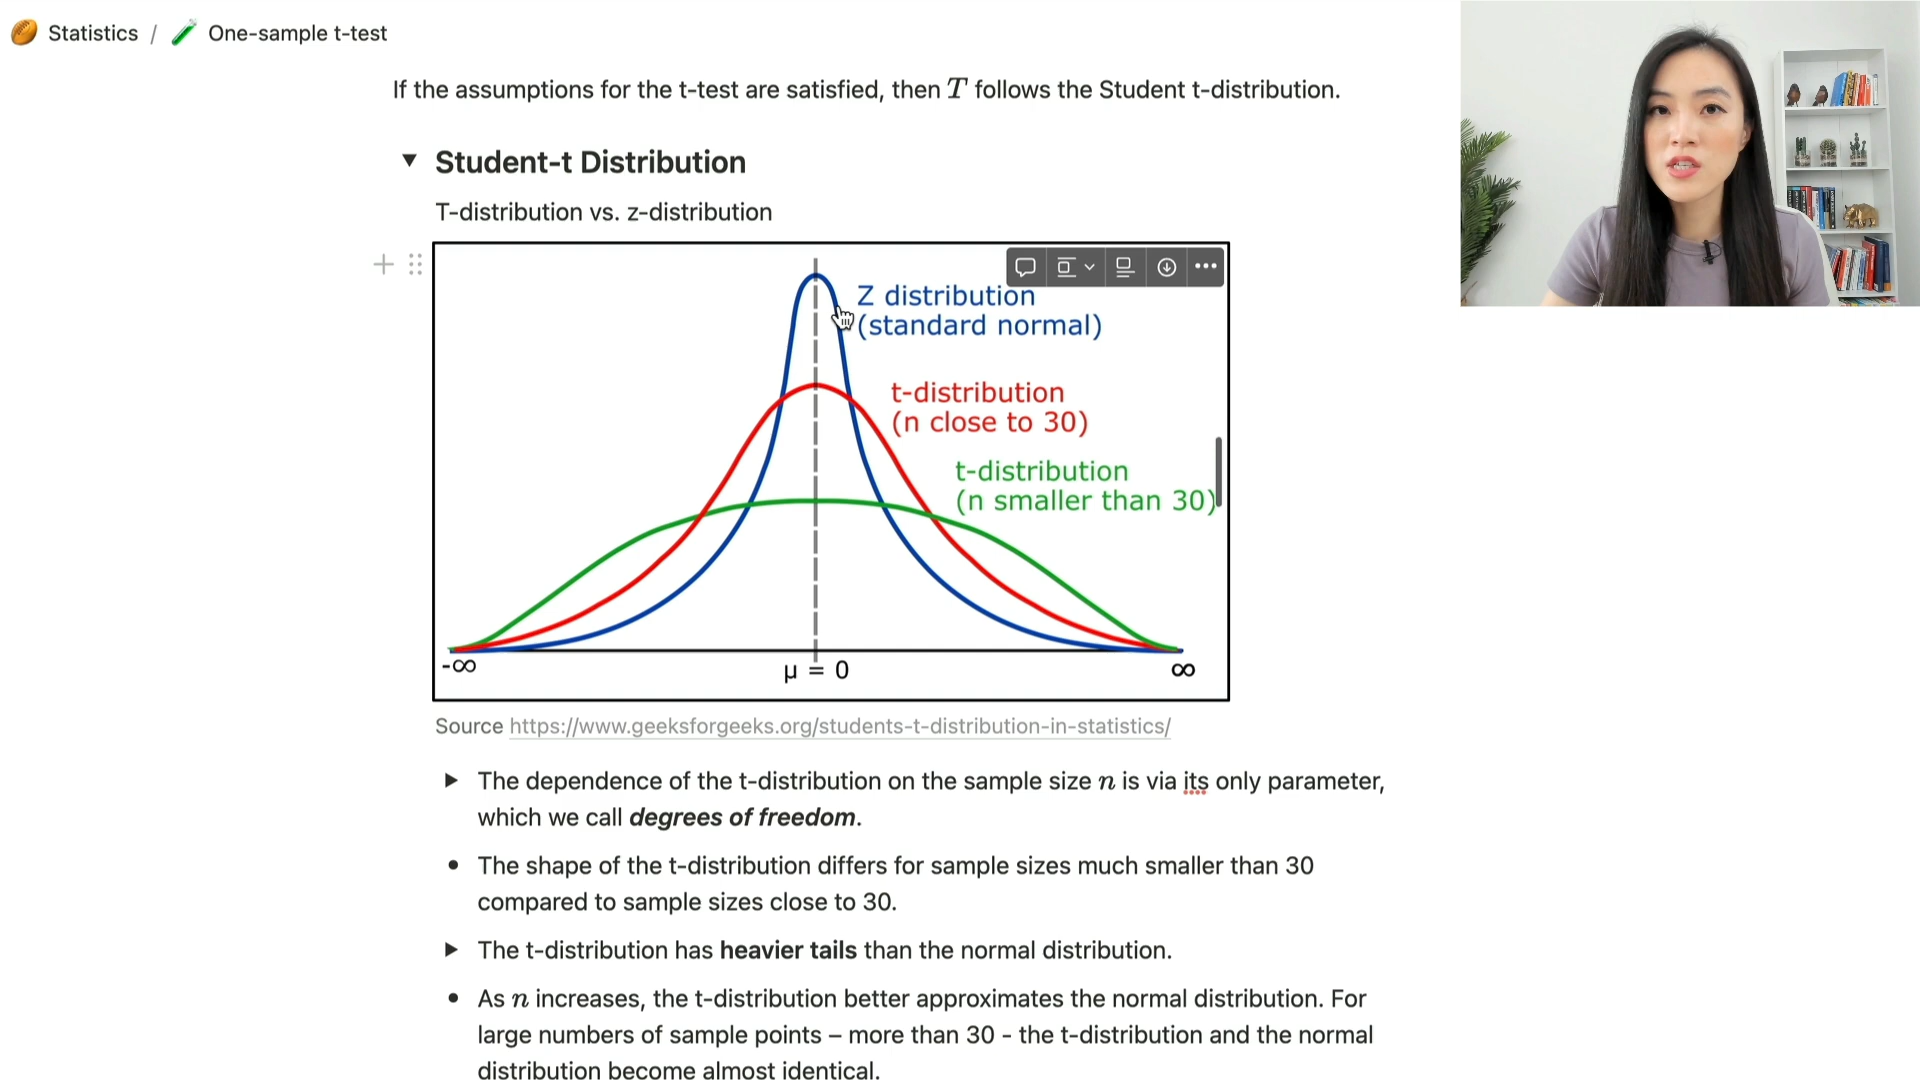 Statistics / One-sample t-test
If the assumptions for the t-test are satisfied, then T follows the Student t-distribution.
Student-t Distribution
T-distribution vs. z-distribution
Z distribution
(standard normal)
t-distribution
(n close to 30)
t-distribution
(n smaller than 30)
-∞
μ = 0
∞
Source https://www.geeksforgeeks.org/students-t-distribution-in-statistics/
The dependence of the t-distribution on the sample size n is via its only parameter,
which we call degrees of freedom.
The shape of the t-distribution differs for sample sizes much smaller than 30
compared to sample sizes close to 30.
The t-distribution has heavier tails than the normal distribution.
As n increases, the t-distribution better approximates the normal distribution. For
large numbers of sample points – more than 30 - the t-distribution and the normal
distribution become almost identical.